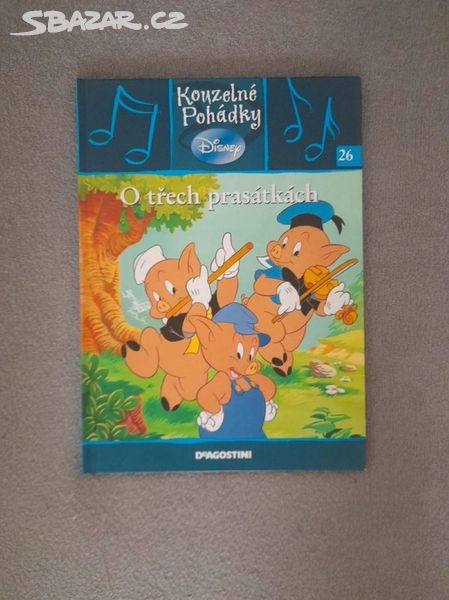 SBAZAR.CZ
Kouzelné
Pohádky
Disney
26
O třech prasátkách
DeAGOSTINI